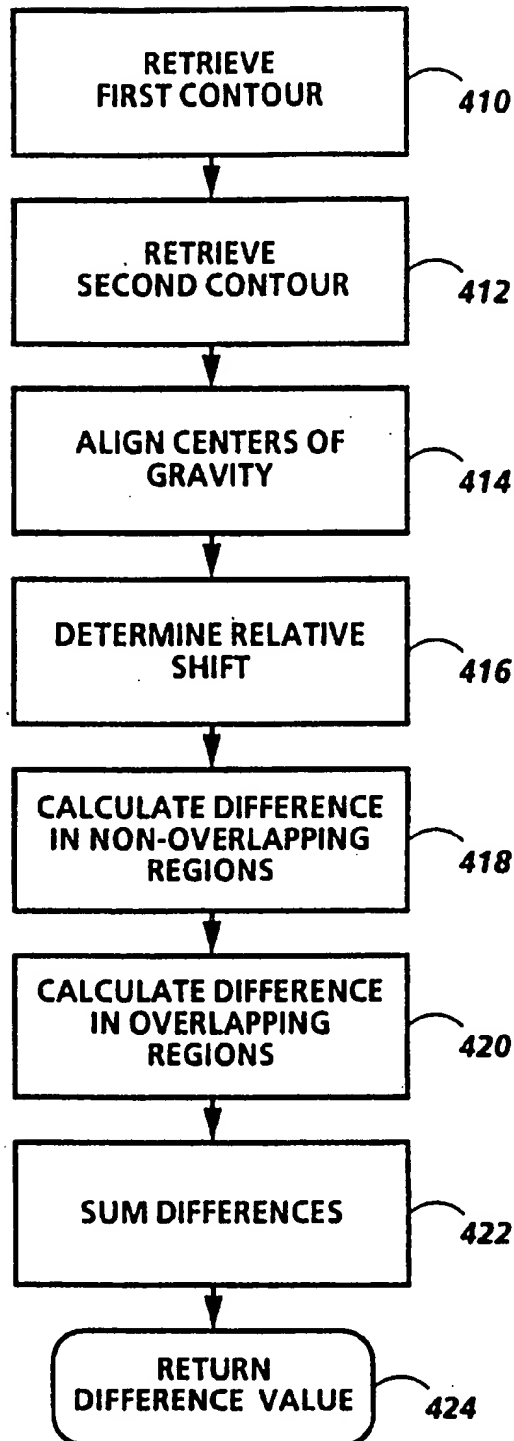 RETRIEVE
FIRST CONTOUR
410
RETRIEVE
SECOND CONTOUR
412
ALIGN CENTERS OF
GRAVITY
414
DETERMINE RELATIVE
SHIFT
416
CALCULATE DIFFERENCE
IN NON-OVERLAPPING
REGIONS
418
CALCULATE DIFFERENCE
IN OVERLAPPING
REGIONS
420
SUM DIFFERENCES
422
RETURN
DIFFERENCE VALUE
424